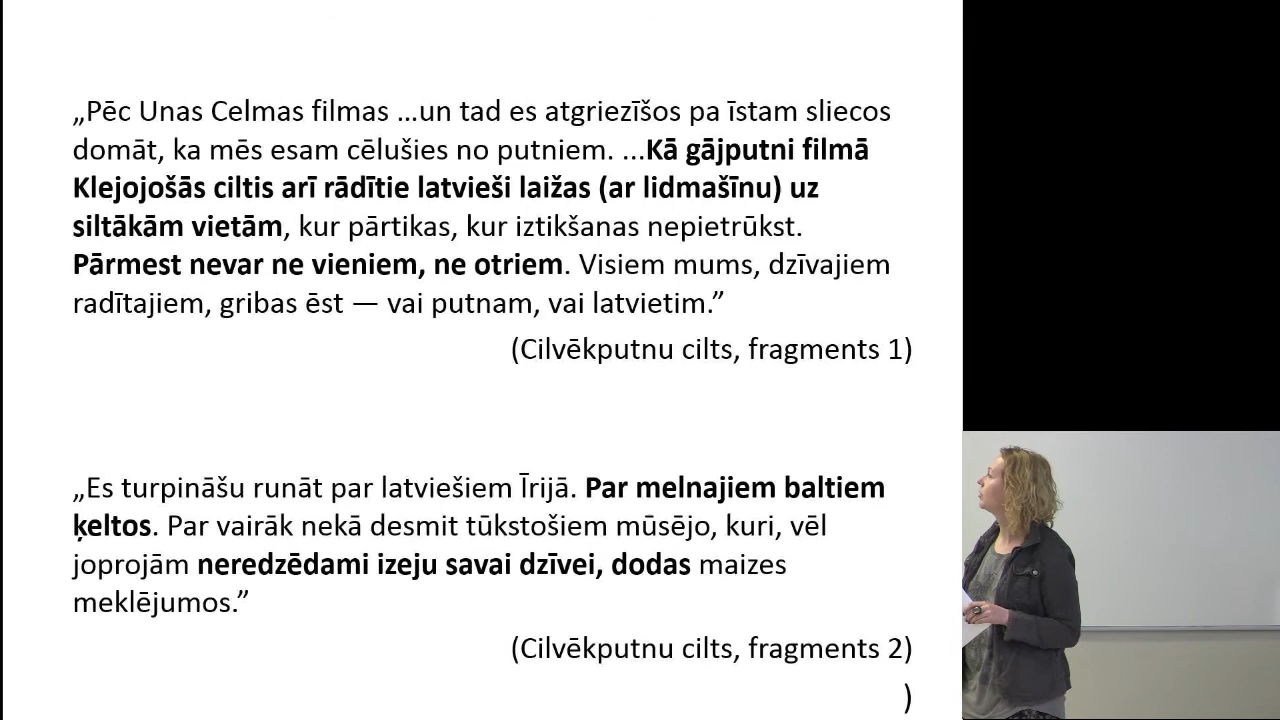 „Pēc Unas Celmas filmas ...un tad es atgriezīšos pa īstam sliecos
domāt, ka mēs esam cēlušies no putniem. ...Kā gājputni filmā
Klejojošās ciltis arī rādītie latvieši laižas (ar lidmašīnu) uz
siltākām vietām, kur pārtikas, kur iztikšanas nepietrūkst.
Pārmest nevar ne vieniem, ne otriem. Visiem mums, dzīvajiem
radītajiem, gribas ēst — vai putnam, vai latvietim.”
(Cilvēkputnu cilts, fragments 1)
„Es turpināšu runāt par latviešiem Īrijā. Par melnajiem baltiem
ķeltos. Par vairāk nekā desmit tūkstošiem mūsējo, kuri, vēl
joprojām neredzēdami izeju savai dzīvei, dodas maizes
meklējumos.”
(Cilvēkputnu cilts, fragments 2)
)